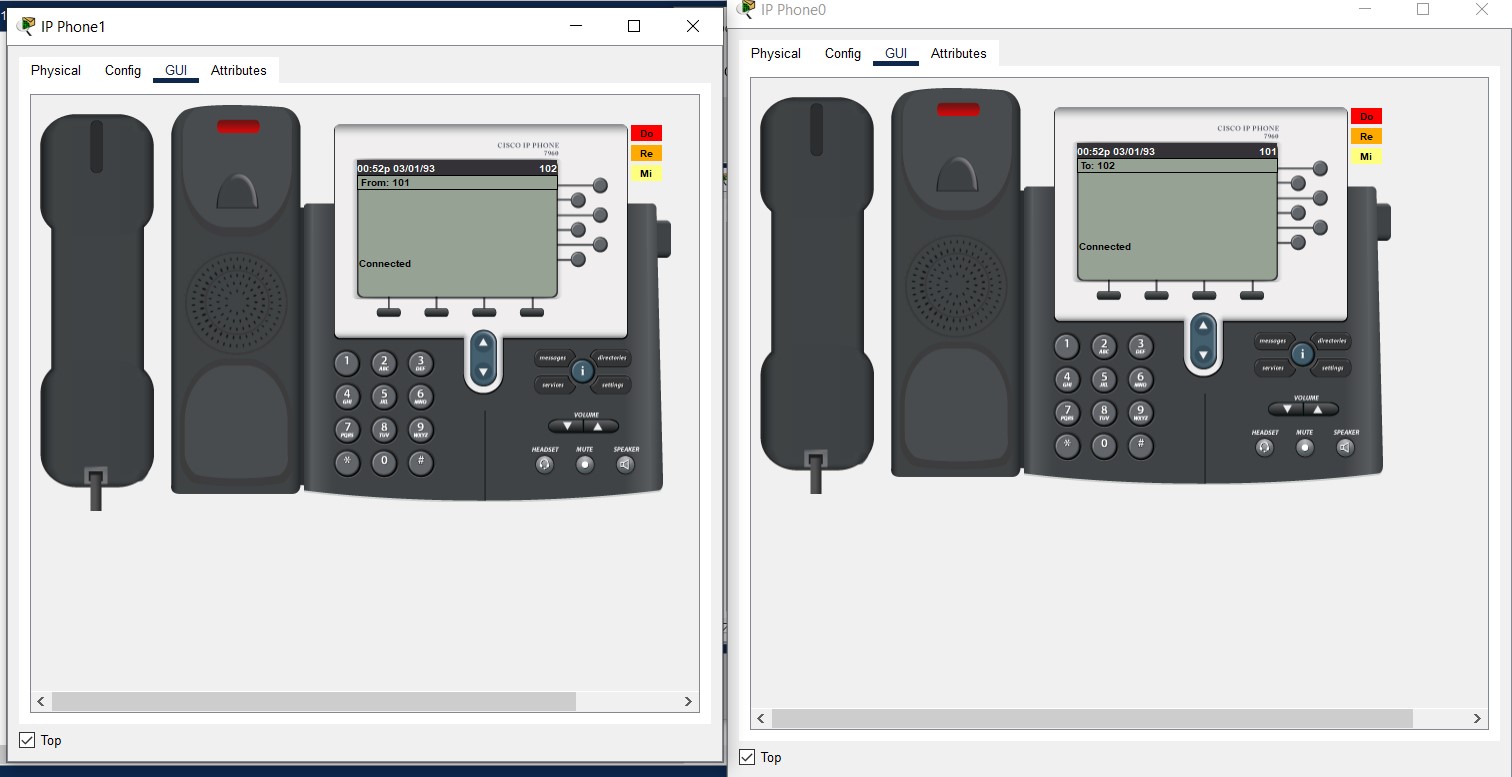 IP Phone1
Physical Config GUI Attributes
CISCO IP PHONE
7960
00:52p 03/01/93 102
From: 101
Connected
Do
Re
Mi
1 2 ABC 3 DEF
4 GHI 5 JKL 6 MNO
7 PQRS 8 TUV 9 WXYZ
* 0 #
messages directories
i
services settings
VOLUME
HEADSET MUTE SPEAKER
Top
IP Phone0
Physical Config GUI Attributes
CISCO IP PHONE
7960
00:52p 03/01/93 101
To: 102
Connected
Do
Re
Mi
1 2 ABC 3 DEF
4 GHI 5 JKL 6 MNO
7 PQRS 8 TUV 9 WXYZ
* 0 #
messages directories
i
services settings
VOLUME
HEADSET MUTE SPEAKER
Top